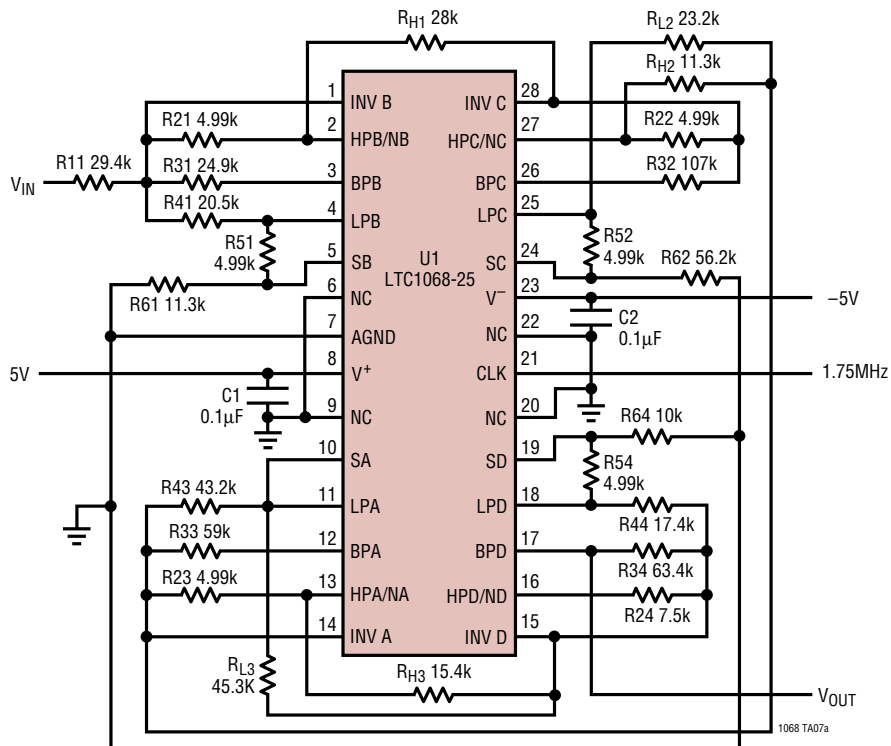 RH1 28k
RL2 23.2k
RH2 11.3k
1
INV B
INV C
28
R21 4.99k
2
HPB/NB
HPC/NC
27
R22 4.99k
R11 29.4k
VIN
R31 24.9k
3
BPB
BPC
26
R32 107k
R41 20.5k
4
LPB
LPC
25
R51
4.99k
5
SB
U1
LTC1068-25
SC
24
R52
4.99k
R62 56.2k
R61 11.3k
6
NC
V–
23
–5V
7
AGND
NC
22
C2
0.1µF
5V
8
V+
CLK
21
1.75MHz
C1
0.1µF
9
NC
NC
20
R64 10k
10
SA
SD
19
R54
4.99k
R43 43.2k
11
LPA
LPD
18
R44 17.4k
R33 59k
12
BPA
BPD
17
R34 63.4k
R23 4.99k
13
HPA/NA
HPD/ND
16
R24 7.5k
14
INV A
INV D
15
RL3
45.3K
RH3 15.4k
VOUT
1068 TA07a